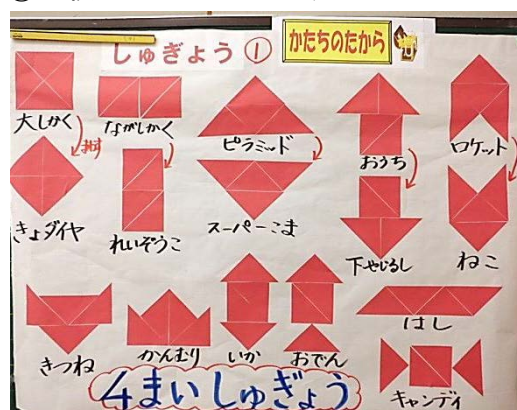 しゅぎょう①
かたちのたから
大しかく
ながしかく
ピラミッド
おうち
ロケット
きょダイヤ
れいぞうこ
スーパーこま
下やじるし
ねこ
きつね
かんむり
いか
おでん
はし
キャンディ
4まいしゅぎょう